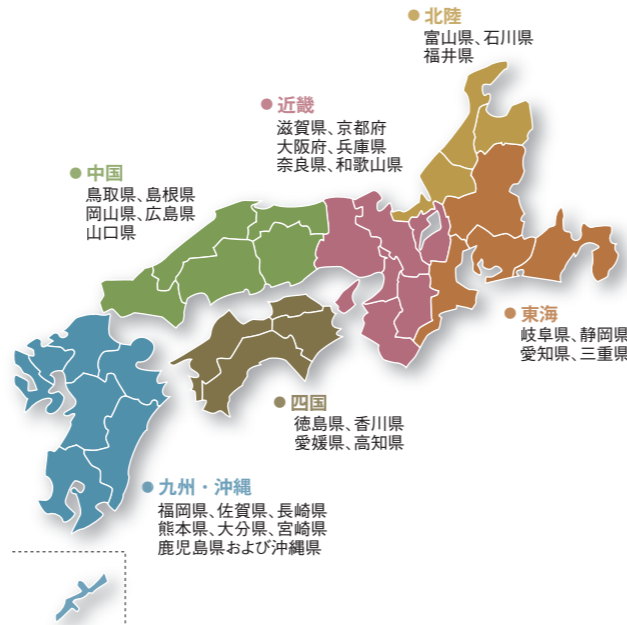 北陸
富山県、石川県
福井県
近畿
滋賀県、京都府
大阪府、兵庫県
奈良県、和歌山県
中国
鳥取県、島根県
岡山県、広島県
山口県
東海
岐阜県、静岡県
愛知県、三重県
四国
徳島県、香川県
愛媛県、高知県
九州・沖縄
福岡県、佐賀県、長崎県
熊本県、大分県、宮崎県
鹿児島県および沖縄県